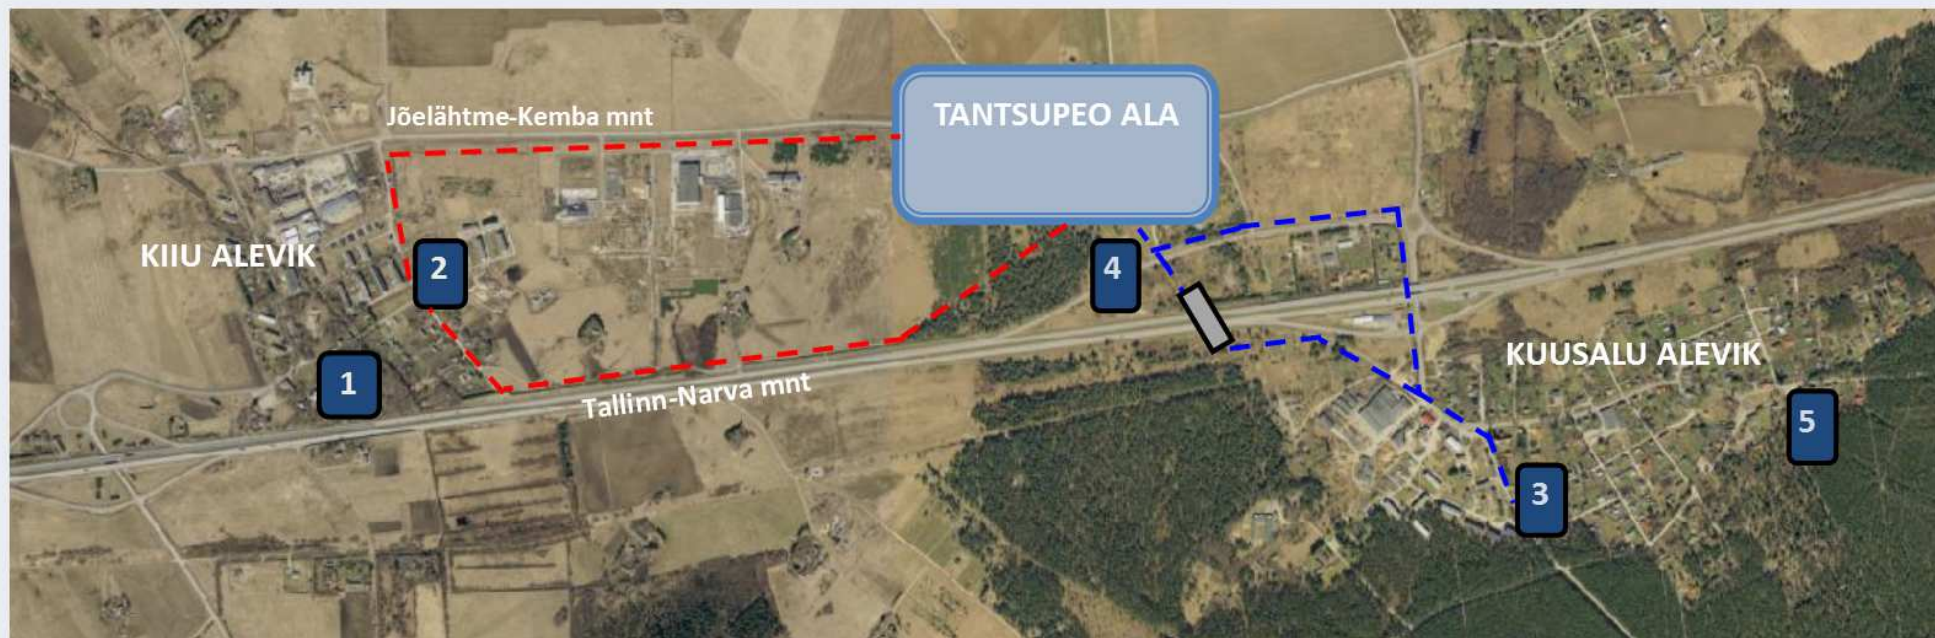 Jõelähtme-Kemba mnt
TANTSUPEO ALA
KIIU ALEVIK
2
4
1
Tallinn-Narva mnt
KUUSALU ALEVIK
5
3